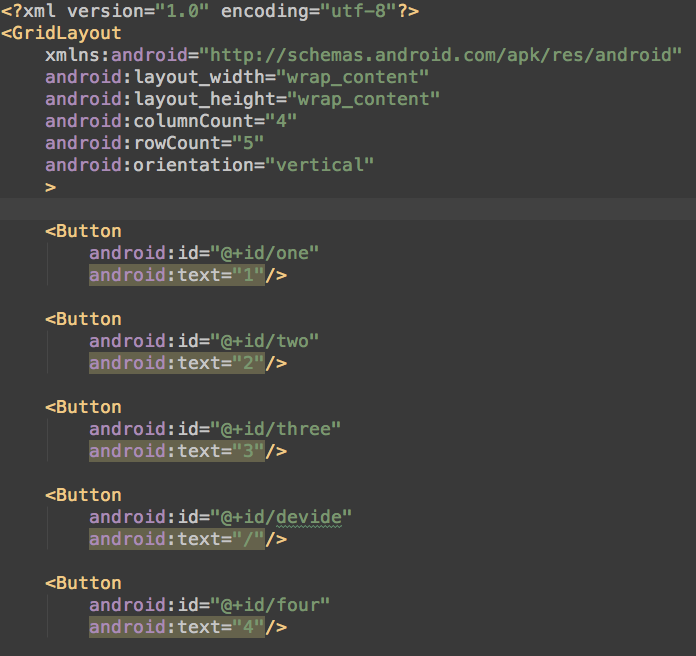 <?xml version="1.0" encoding="utf-8"?>
<GridLayout
xmlns:android="http://schemas.android.com/apk/res/android"
android:layout_width="wrap_content"
android:layout_height="wrap_content"
android:columnCount="4"
android:rowCount="5"
android:orientation="vertical"
>
<Button
android:id="@+id/one"
android:text="1"/>
<Button
android:id="@+id/two"
android:text="2"/>
<Button
android:id="@+id/three"
android:text="3"/>
<Button
android:id="@+id/devide"
android:text="/"/>
<Button
android:id="@+id/four"
android:text="4"/>